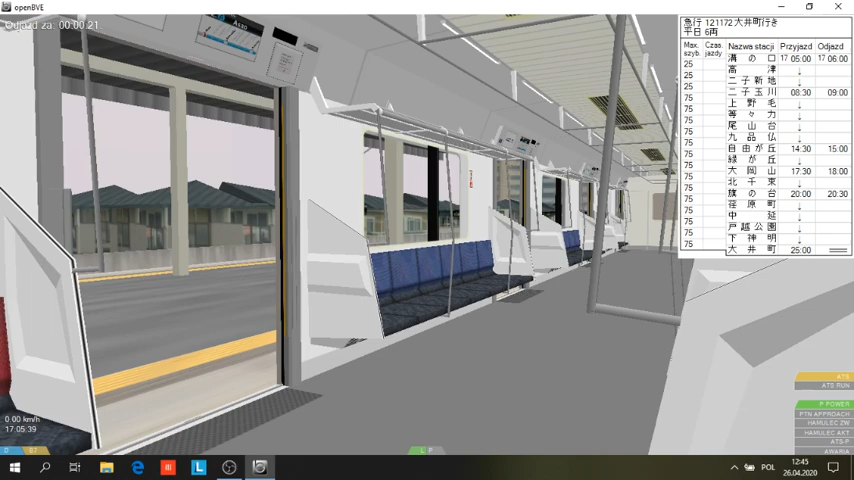 openBVE
Odjazd za: 00:00:21.
急行 121172 大井町行き
平日 6両
Max. szyb. Czas. jazdy Nazwa stacji Przyjazd Odjazd
溝の口 17 05:00 17 06:00
25
高津 ↓
25
二子新地 ↓
25
二子玉川 08:30 09:00
75
上野毛 ↓
75
等々力 ↓
75
尾山台 ↓
75
九品仏 ↓
75
自由が丘 14:30 15:00
75
緑が丘 ↓
75
大岡山 17:30 18:00
75
北千束 ↓
75
旗の台 20:00 20:30
75
荏原町 ↓
75
中延 ↓
75
戸越公園 ↓
75
下神明 ↓
75
大井町 25:00
ATS
ATS RUN
P POWER
PTN APPROACH
HAMULEC ZW
HAMULEC AKT
ATS-P
AWARIA
0.00 km/h
17:05:39
D B7
L P
POL
12:45
26.04.2020